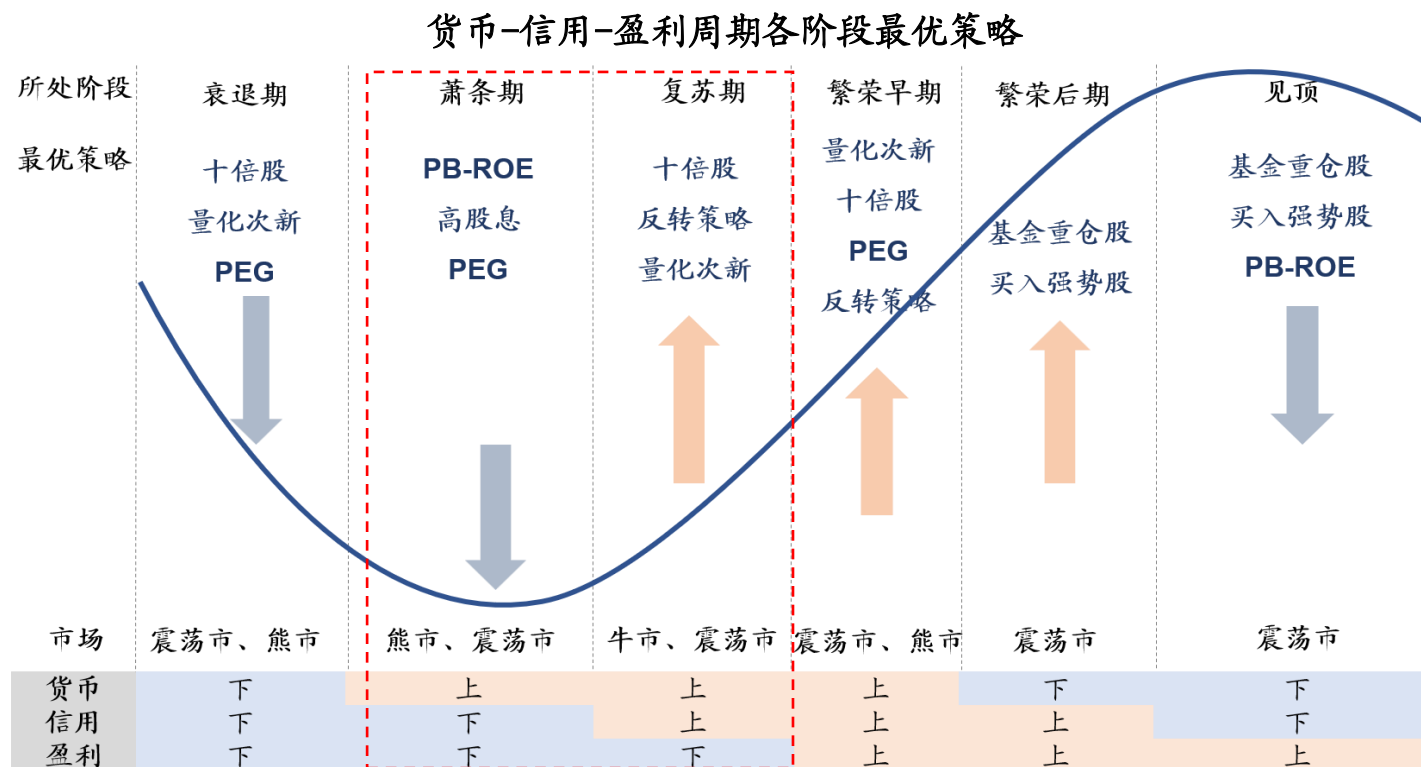 货币-信用-盈利周期各阶段最优策略
所处阶段 衰退期 萧条期 复苏期 繁荣早期 繁荣后期 见顶
最优策略
十倍股
量化次新
PEG
PB-ROE
高股息
PEG
十倍股
反转策略
量化次新
量化次新
十倍股
PEG
反转策略
基金重仓股
买入强势股
基金重仓股
买入强势股
PB-ROE
市场 震荡市、熊市 熊市、震荡市 牛市、震荡市 震荡市、熊市 震荡市 震荡市
货币 下 上 上 上 下 下
信用 下 下 上 上 上 下
盈利 下 下 下 上 上 上